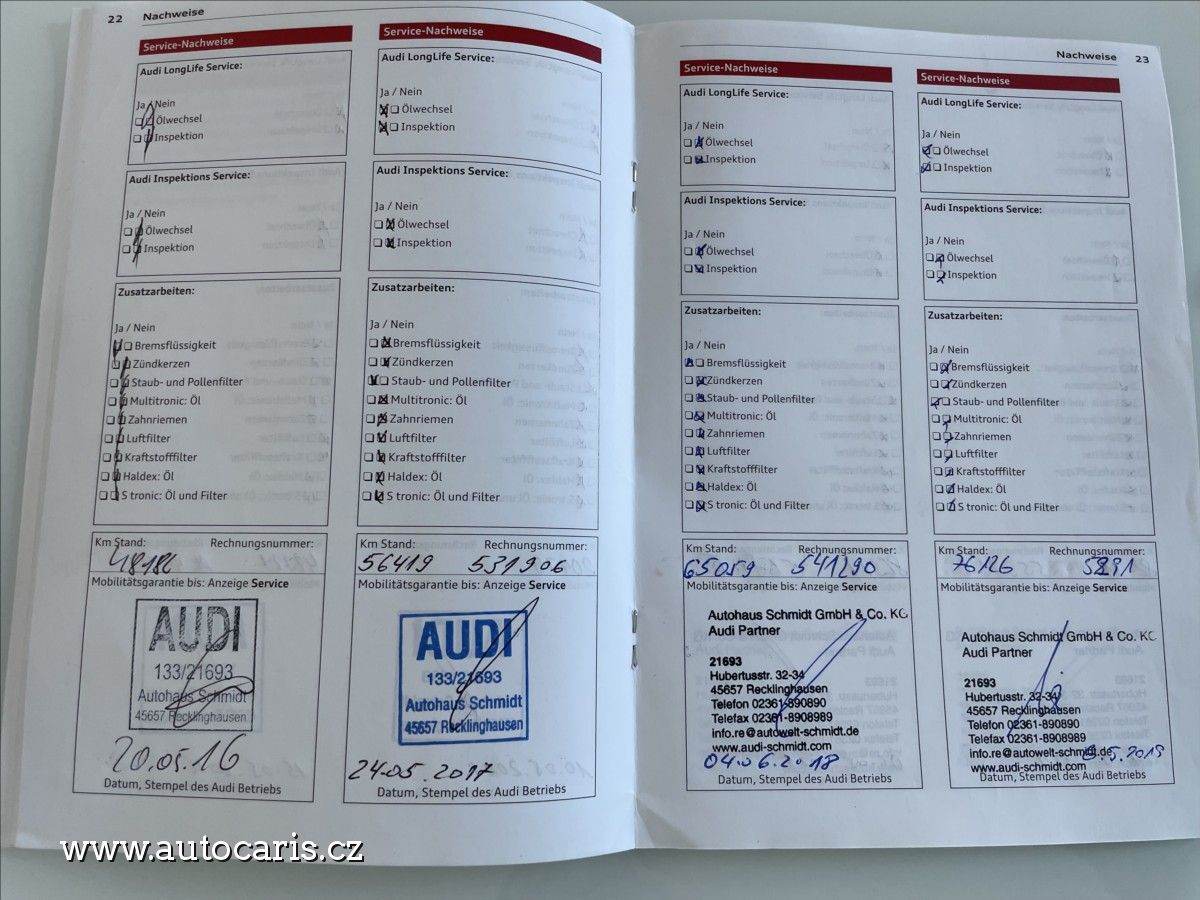 22 Nachweise
Service-Nachweise
Audi LongLife Service:
Ja / Nein
Ölwechsel
Inspektion
Audi Inspektions Service:
Ja / Nein
Ölwechsel
Inspektion
Zusatzarbeiten:
Ja / Nein
Bremsflüssigkeit
Zündkerzen
Staub- und Pollenfilter
Multitronic: Öl
Zahnriemen
Luftfilter
Kraftstofffilter
Haldex: Öl
S tronic: Öl und Filter
Km Stand: Rechnungsnummer:
48186
Mobilitätsgarantie bis: Anzeige Service
AUDI
133/21693
Autohaus Schmidt
45657 Recklinghausen
20.05.16
Datum, Stempel des Audi Betriebs
Service-Nachweise
Audi LongLife Service:
Ja / Nein
Ölwechsel
Inspektion
Audi Inspektions Service:
Ja / Nein
Ölwechsel
Inspektion
Zusatzarbeiten:
Ja / Nein
Bremsflüssigkeit
Zündkerzen
Staub- und Pollenfilter
Multitronic: Öl
Zahnriemen
Luftfilter
Kraftstofffilter
Haldex: Öl
S tronic: Öl und Filter
Km Stand: Rechnungsnummer:
56419 531906
Mobilitätsgarantie bis: Anzeige Service
AUDI
133/21693
Autohaus Schmidt
45657 Recklinghausen
24.05.2017
Datum, Stempel des Audi Betriebs
Nachweise 23
Service-Nachweise
Audi LongLife Service:
Ja / Nein
Ölwechsel
Inspektion
Audi Inspektions Service:
Ja / Nein
Ölwechsel
Inspektion
Zusatzarbeiten:
Ja / Nein
Bremsflüssigkeit
Zündkerzen
Staub- und Pollenfilter
Multitronic: Öl
Zahnriemen
Luftfilter
Kraftstofffilter
Haldex: Öl
S tronic: Öl und Filter
Km Stand: Rechnungsnummer:
65059 541290
Mobilitätsgarantie bis: Anzeige Service
Autohaus Schmidt GmbH & Co. KG
Audi Partner
21693
Hubertusstr. 32-34
45657 Recklinghausen
Telefon 02361-890890
Telefax 02361-8908989
info.re@autowelt-schmidt.de
www.audi-schmidt.com
04.06.2018
Datum, Stempel des Audi Betriebs
Service-Nachweise
Audi LongLife Service:
Ja / Nein
Ölwechsel
Inspektion
Audi Inspektions Service:
Ja / Nein
Ölwechsel
Inspektion
Zusatzarbeiten:
Ja / Nein
Bremsflüssigkeit
Zündkerzen
Staub- und Pollenfilter
Multitronic: Öl
Zahnriemen
Luftfilter
Kraftstofffilter
Haldex: Öl
S tronic: Öl und Filter
Km Stand: Rechnungsnummer:
76126
Mobilitätsgarantie bis: Anzeige Service
Autohaus Schmidt GmbH & Co. KG
Audi Partner
21693
Hubertusstr. 32-34
45657 Recklinghausen
Telefon 02361-890890
Telefax 02361-8908989
info.re@autowelt-schmidt.de
www.audi-schmidt.com
Datum, Stempel des Audi Betriebs
www.autocaris.cz